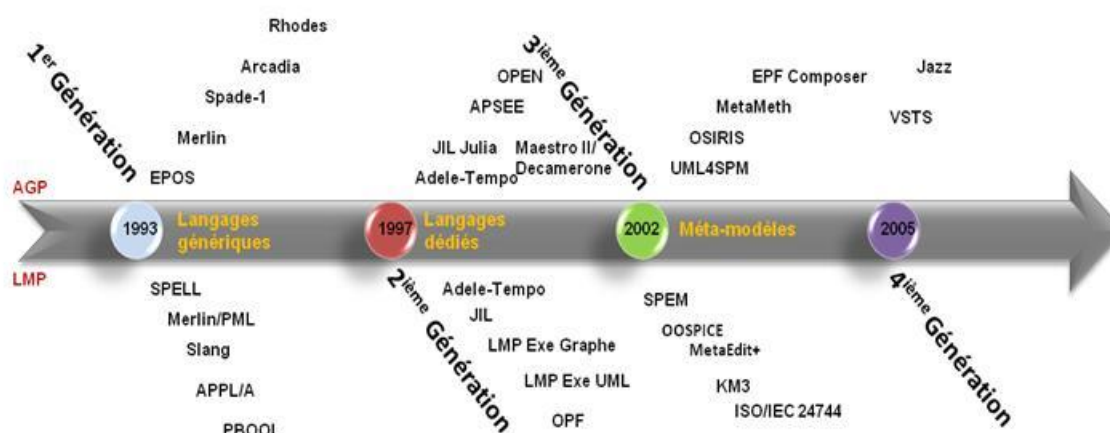 1er Génération
Rhodes
Arcadia
Spade-1
Merlin
EPOS
OPEN
APSEE
JIL Julia
Maestro II/
Decamerone
Adele-Tempo
3ième Génération
EPF Composer
MetaMeth
OSIRIS
UML4SPM
Jazz
VSTS
AGP
1993
Langages
génériques
1997
Langages
dédiés
2002
Méta-modèles
2005
LMP
SPELL
Merlin/PML
Slang
APPL/A
PBOOL
2ième Génération
Adele-Tempo
JIL
LMP Exe Graphe
LMP Exe UML
OPF
SPEM
OOSPICE
MetaEdit+
KM3
ISO/IEC 24744
4ième Génération